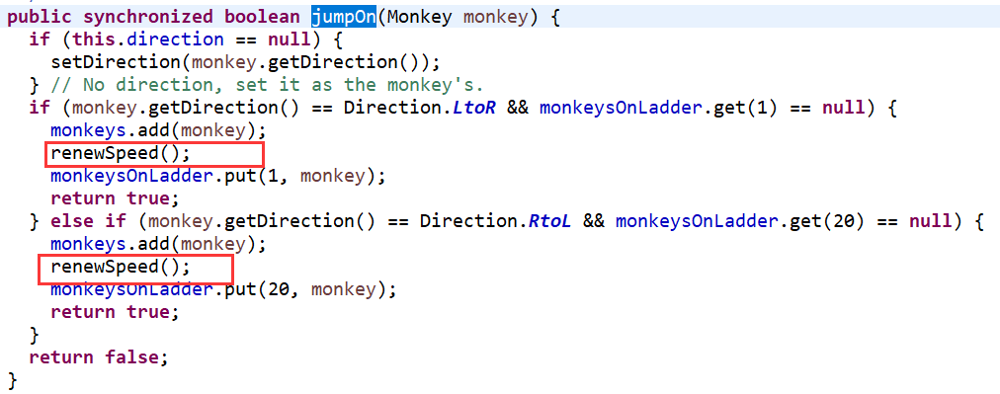 public synchronized boolean jumpOn(Monkey monkey) {
if (this.direction == null) {
setDirection(monkey.getDirection());
} // No direction, set it as the monkey's.
if (monkey.getDirection() == Direction.LtoR && monkeysOnLadder.get(1) == null) {
monkeys.add(monkey);
renewSpeed();
monkeysOnLadder.put(1, monkey);
return true;
} else if (monkey.getDirection() == Direction.RtoL && monkeysOnLadder.get(20) == null) {
monkeys.add(monkey);
renewSpeed();
monkeysOnLadder.put(20, monkey);
return true;
}
return false;
}